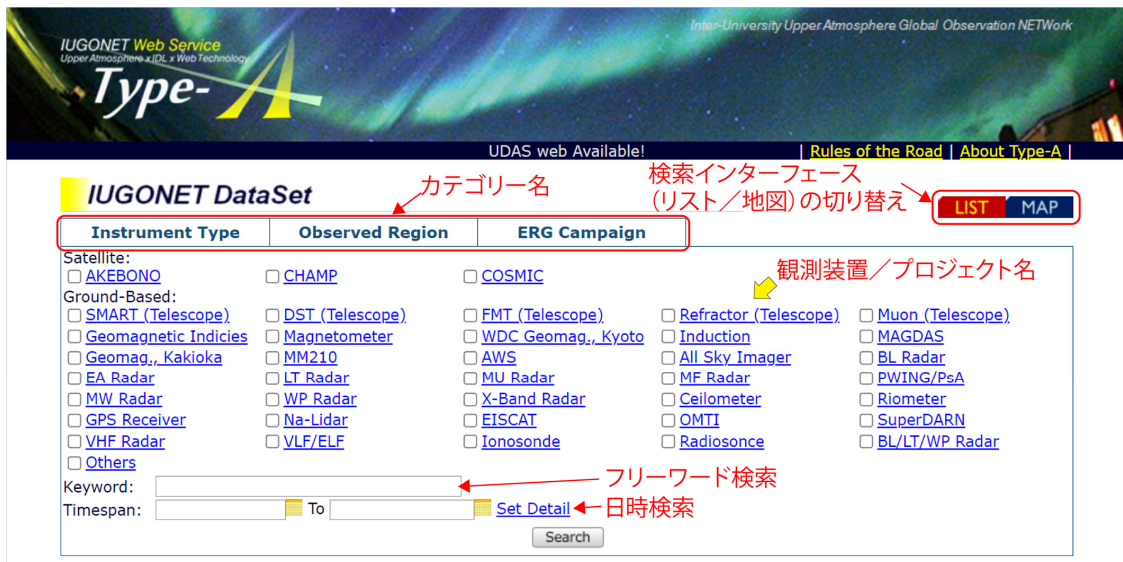 Inter-University Upper Atmosphere Global Observation NETWork
IUGONET Web Service
Upper Atmosphere x IDL x Web Technology
Type-A
UDAS web Available!
| Rules of the Road | About Type-A |
IUGONET DataSet
カテゴリー名
検索インターフェース
(リスト/地図)の切り替え
LIST MAP
Instrument Type Observed Region ERG Campaign
Satellite:
AKEBONO CHAMP COSMIC
観測装置/プロジェクト名
Ground-Based:
SMART (Telescope) DST (Telescope) FMT (Telescope) Refractor (Telescope) Muon (Telescope)
Geomagnetic Indicies Magnetometer WDC Geomag., Kyoto Induction MAGDAS
Geomag., Kakioka MM210 AWS All Sky Imager BL Radar
EA Radar LT Radar MU Radar MF Radar PWING/PsA
MW Radar WP Radar X-Band Radar Ceilometer Riometer
GPS Receiver Na-Lidar EISCAT OMTI SuperDARN
VHF Radar VLF/ELF Ionosonde Radiosonce BL/LT/WP Radar
Others
Keyword: フリーワード検索
Timespan: To Set Detail 日時検索
Search